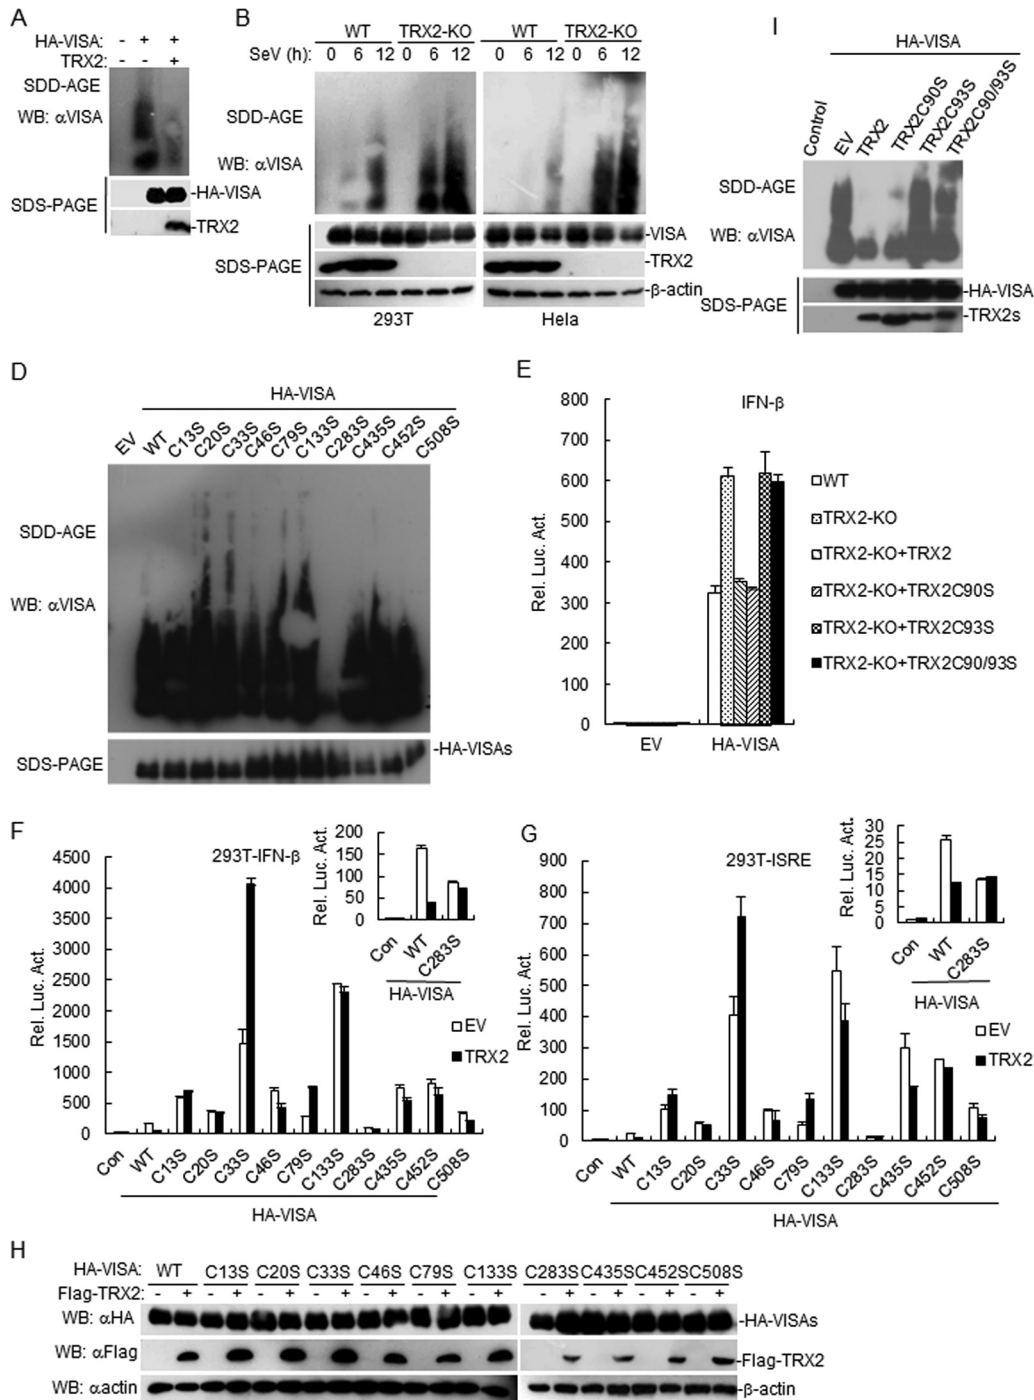 A
HA-VISA: - + +
TRX2: - - +
SDD-AGE
WB: αVISA
SDS-PAGE
-HA-VISA
-TRX2
B
WT TRX2-KO WT TRX2-KO
SeV (h): 0 6 12 0 6 12 0 6 12 0 6 12
SDD-AGE
WB: αVISA
SDS-PAGE
-VISA
-TRX2
-β-actin
293T Hela
I
HA-VISA
Control EV TRX2 TRX2C90S TRX2C93S TRX2C90/93S
SDD-AGE
WB: αVISA
SDS-PAGE
-HA-VISA
-TRX2s
D
HA-VISA
EV WT C13S C20S C33S C46S C79S C133S C283S C435S C452S C508S
SDD-AGE
WB: αVISA
SDS-PAGE
-HA-VISAs
E
IFN-β
Rel. Luc. Act.
800
700
600
500
400
300
200
100
0
EV HA-VISA
WT
TRX2-KO
TRX2-KO+TRX2
TRX2-KO+TRX2C90S
TRX2-KO+TRX2C93S
TRX2-KO+TRX2C90/93S
F
293T-IFN-β
Rel. Luc. Act.
4500
4000
3500
3000
2500
2000
1500
1000
500
0
Con WT C13S C20S C33S C46S C79S C133S C283S C435S C452S C508S
HA-VISA
Rel. Luc. Act.
200
150
100
50
0
Con WT C283S
HA-VISA
EV
TRX2
G
293T-ISRE
Rel. Luc. Act.
900
800
700
600
500
400
300
200
100
0
Con WT C13S C20S C33S C46S C79S C133S C283S C435S C452S C508S
HA-VISA
Rel. Luc. Act.
30
25
20
15
10
5
0
Con WT C283S
HA-VISA
EV
TRX2
H
HA-VISA: WT C13S C20S C33S C46S C79S C133S C283S C435S C452S C508S
Flag-TRX2: - + - + - + - + - + - + - + - + - + - + - +
WB: αHA
-HA-VISAs
WB: αFlag
-Flag-TRX2
WB: αactin
-β-actin